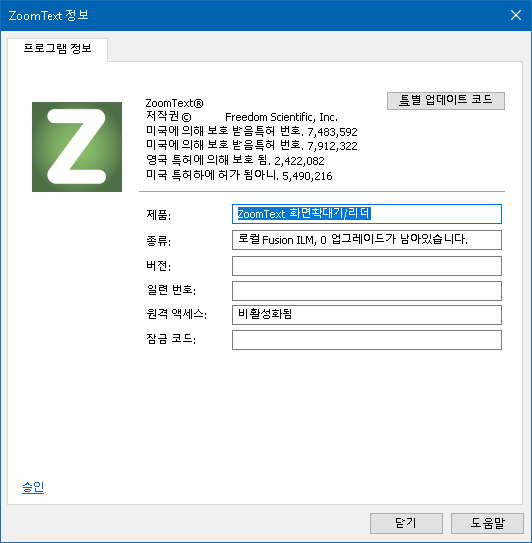 ZoomText 정보
프로그램 정보
Z
ZoomText®
저작권 © Freedom Scientific, Inc.
미국에 의해 보호 받음특허 번호. 7,483,592
미국에 의해 보호 받음특허 번호. 7,912,322
영국 특허에 의해 보호 됨. 2,422,082
미국 특허하에 허가 됨아니. 5,490,216
특별 업데이트 코드
제품: ZoomText 화면확대기/리더
종류: 로컬 Fusion ILM, 0 업그레이드가 남아있습니다.
버전:
일련 번호:
원격 액세스: 비활성화됨
잠금 코드:
승인
닫기 도움말